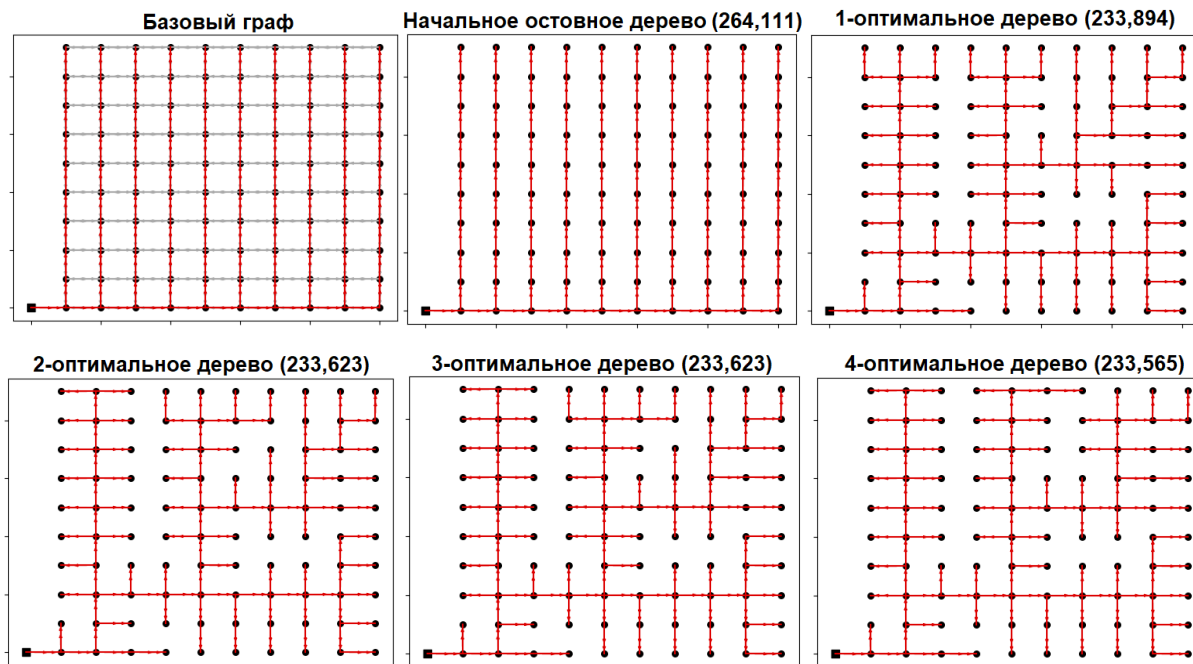 Базовый граф
Начальное остовное дерево (264,111)
1-оптимальное дерево (233,894)
2-оптимальное дерево (233,623)
3-оптимальное дерево (233,623)
4-оптимальное дерево (233,565)